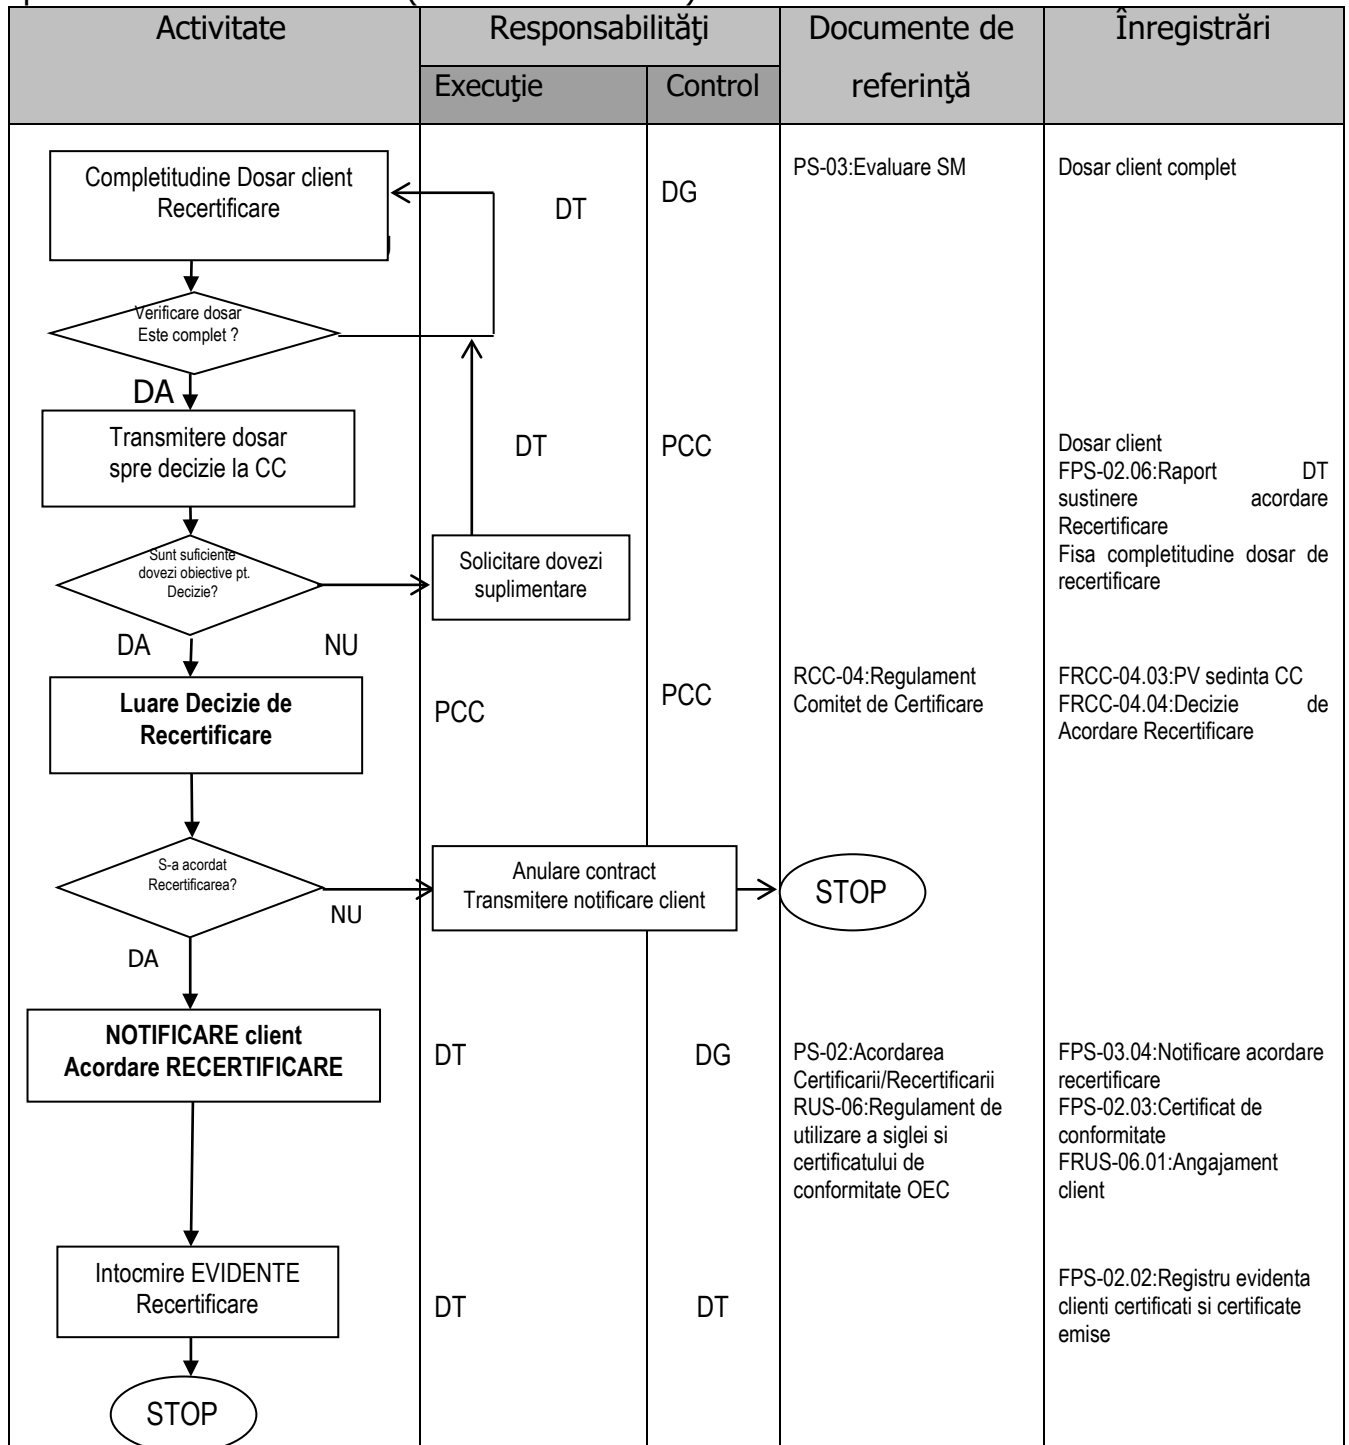 Activitate
Responsabilităţi
Documente de
referinţă
Înregistrări
Execuţie
Control
Completitudine Dosar client
Recertificare
DT
DG
PS-03:Evaluare SM
Dosar client complet
Verificare dosar
Este complet ?
DA
Transmitere dosar
spre decizie la CC
DT
PCC
Dosar client
FPS-02.06:Raport DT
sustinere acordare
Recertificare
Fisa completitudine dosar de
recertificare
Sunt suficiente
dovezi obiective pt.
Decizie?
Solicitare dovezi
suplimentare
DA
NU
Luare Decizie de
Recertificare
PCC
PCC
RCC-04:Regulament
Comitet de Certificare
FRCC-04.03:PV sedinta CC
FRCC-04.04:Decizie de
Acordare Recertificare
S-a acordat
Recertificarea?
NU
Anulare contract
Transmitere notificare client
STOP
DA
NOTIFICARE client
Acordare RECERTIFICARE
DT
DG
PS-02:Acordarea
Certificarii/Recertificarii
RUS-06:Regulament de
utilizare a siglei si
certificatului de
conformitate OEC
FPS-03.04:Notificare acordare
recertificare
FPS-02.03:Certificat de
conformitate
FRUS-06.01:Angajament
client
Intocmire EVIDENTE
Recertificare
DT
DT
FPS-02.02:Registru evidenta
clienti certificati si certificate
emise
STOP